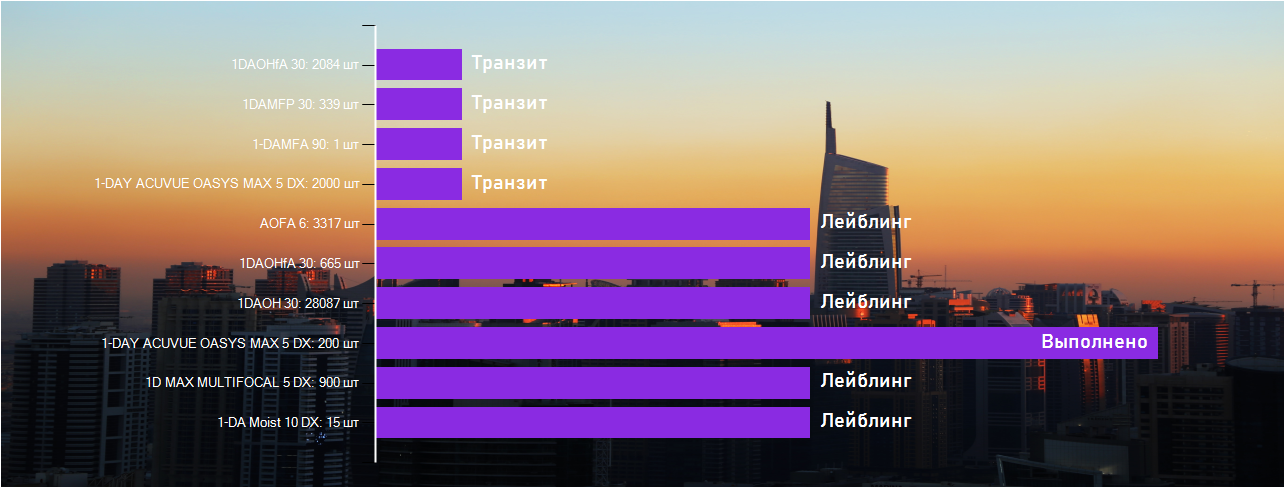 1DAOHfA 30: 2084 шт Транзит
1DAMFP 30: 339 шт Транзит
1-DAMFA 90: 1 шт Транзит
1-DAY ACUVUE OASYS MAX 5 DX: 2000 шт Транзит
AOFA 6: 3317 шт Лейблинг
1DAOHfA 30: 665 шт Лейблинг
1DAOH 30: 28087 шт Лейблинг
1-DAY ACUVUE OASYS MAX 5 DX: 200 шт Выполнено
1D MAX MULTIFOCAL 5 DX: 900 шт Лейблинг
1-DA Moist 10 DX: 15 шт Лейблинг